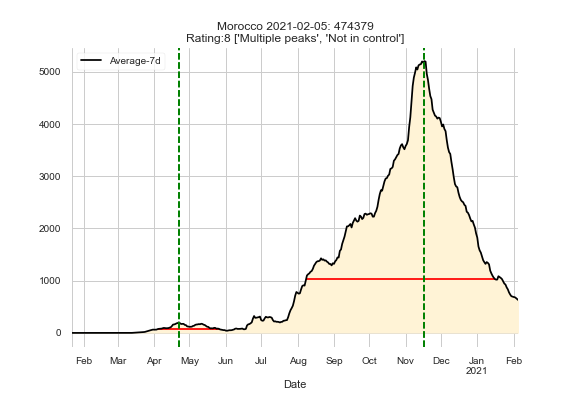 Morocco 2021-02-05: 474379
Rating:8 ['Multiple peaks', 'Not in control']
Average-7d
5000
4000
3000
2000
1000
0
Feb Mar Apr May Jun Jul Aug Sep Oct Nov Dec Jan Feb
2021
Date